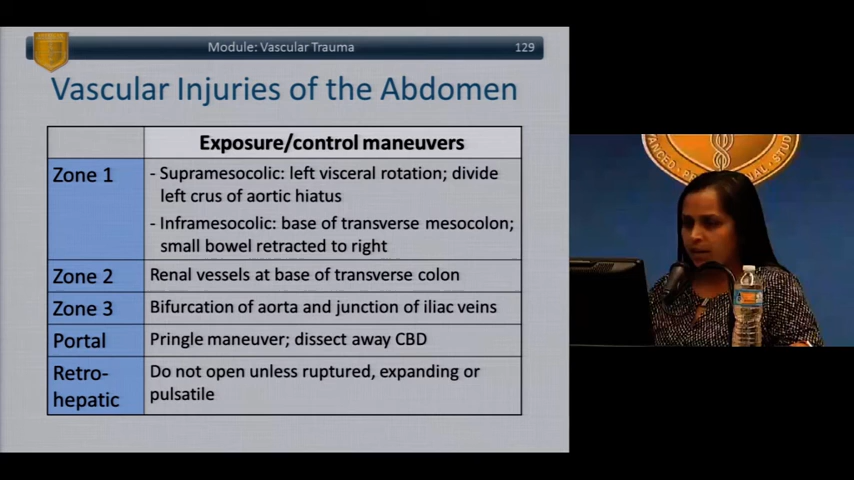 Module: Vascular Trauma 129
Vascular Injuries of the Abdomen
Exposure/control maneuvers
Zone 1
- Supramesocolic: left visceral rotation; divide
left crus of aortic hiatus
- Inframesocolic: base of transverse mesocolon;
small bowel retracted to right
Zone 2 Renal vessels at base of transverse colon
Zone 3 Bifurcation of aorta and junction of iliac veins
Portal Pringle maneuver; dissect away CBD
Retro-
hepatic
Do not open unless ruptured, expanding or
pulsatile